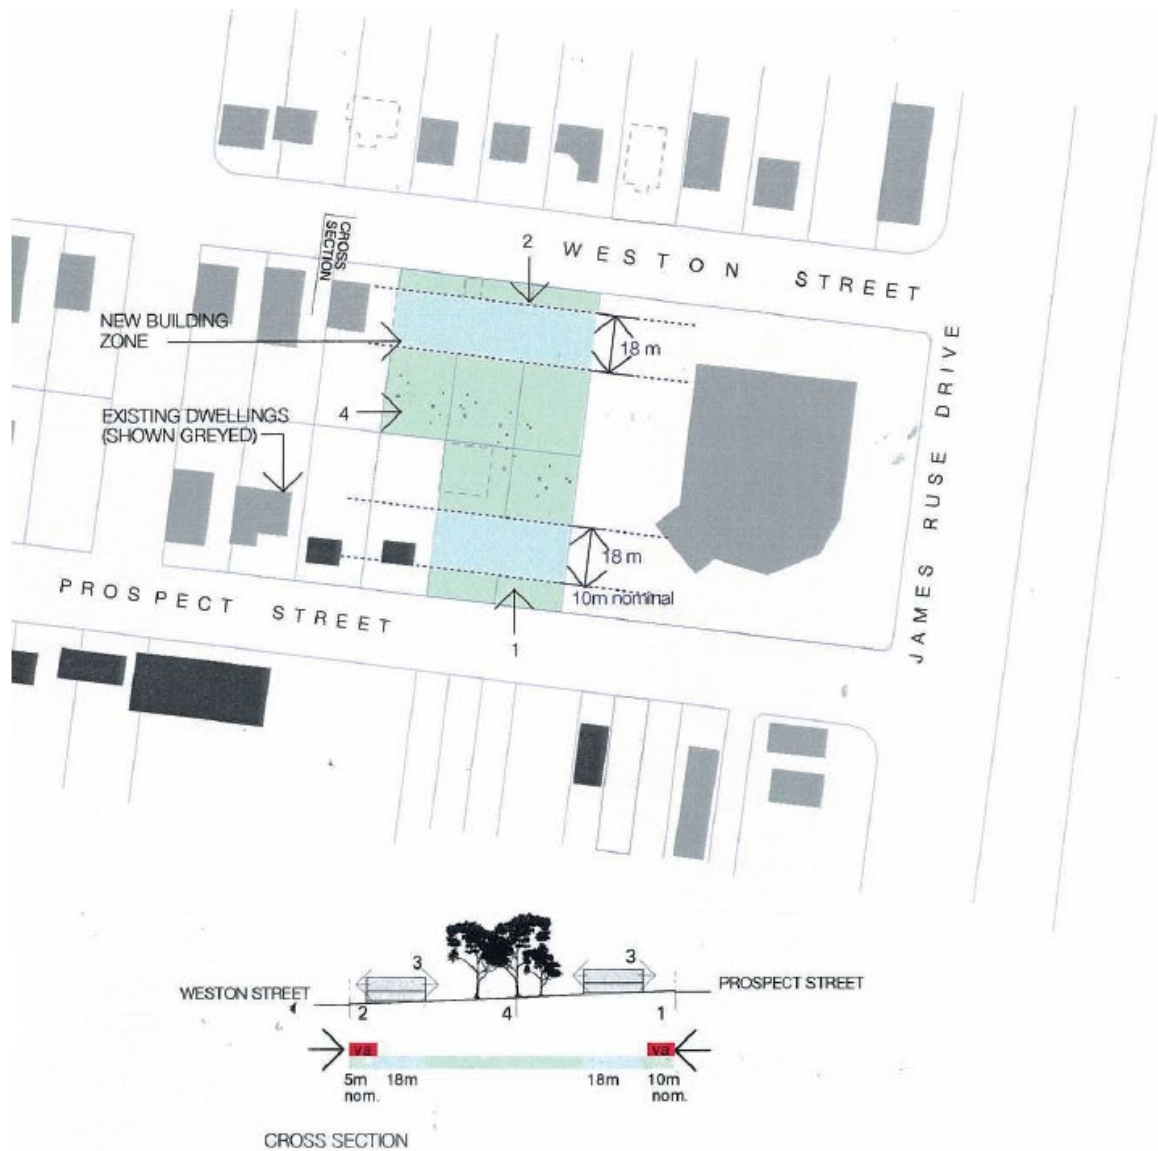 CROSS
SECTION
2
WESTON STREET
NEW BUILDING
ZONE
18 m
4
EXISTING DWELLINGS
(SHOWN GREYED)
JAMES RUSE DRIVE
18 m
10m nominal
PROSPECT STREET
1
3
3
WESTON STREET
PROSPECT STREET
2
4
1
va
va
5m
nom.
18m
18m
10m
nom.
CROSS SECTION